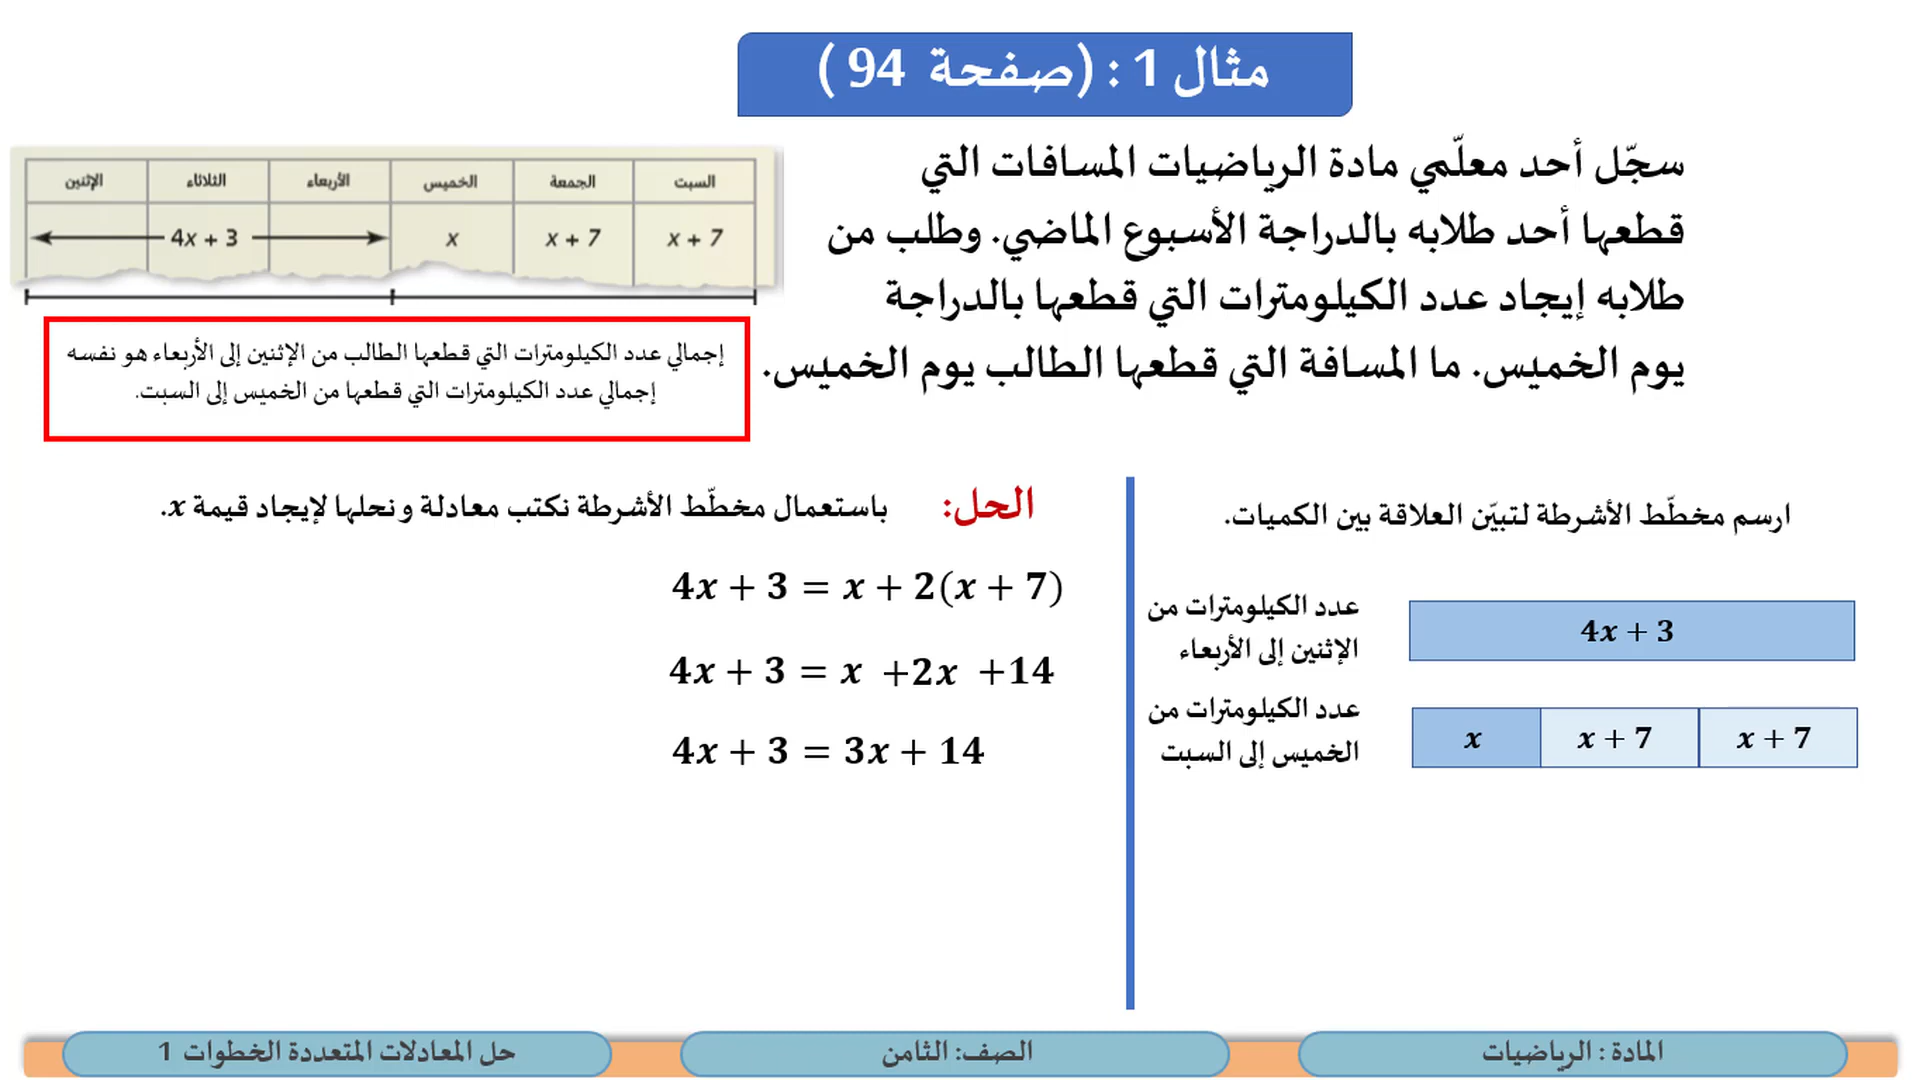 مثال 1 : (صفحة 94 )
سجّل أحد معلّمي مادة الرياضيات المسافات التي
قطعها أحد طلابه بالدراجة الأسبوع الماضي. وطلب من
طلابه إيجاد عدد الكيلومترات التي قطعها بالدراجة
يوم الخميس. ما المسافة التي قطعها الطالب يوم الخميس.
الإثنين الثلاثاء الأربعاء الخميس الجمعة السبت
4x + 3 x x + 7 x + 7
إجمالي عدد الكيلومترات التي قطعها الطالب من الإثنين إلى الأربعاء هو نفسه
إجمالي عدد الكيلومترات التي قطعها من الخميس إلى السبت.
ارسم مخطّط الأشرطة لتبيّن العلاقة بين الكميات.
عدد الكيلومترات من
الإثنين إلى الأربعاء
4x + 3
عدد الكيلومترات من
الخميس إلى السبت
x x + 7 x + 7
الحل: باستعمال مخطّط الأشرطة نكتب معادلة ونحلها لإيجاد قيمة x.
4x + 3 = x + 2(x + 7)
4x + 3 = x +2x +14
4x + 3 = 3x + 14
المادة : الرياضيات
الصف: الثامن
حل المعادلات المتعددة الخطوات 1